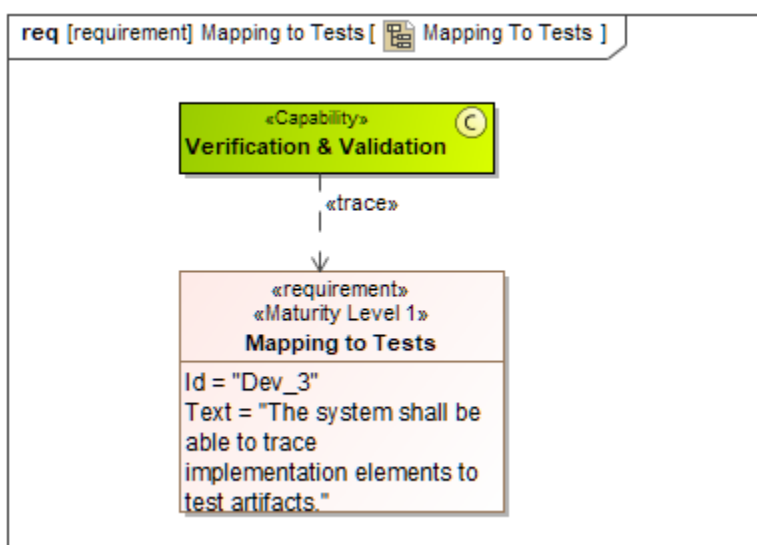 req [requirement] Mapping to Tests [ Mapping To Tests ]
«Capability»
C
Verification & Validation
«trace»
«requirement»
«Maturity Level 1»
Mapping to Tests
Id = "Dev_3"
Text = "The system shall be
able to trace
implementation elements to
test artifacts."